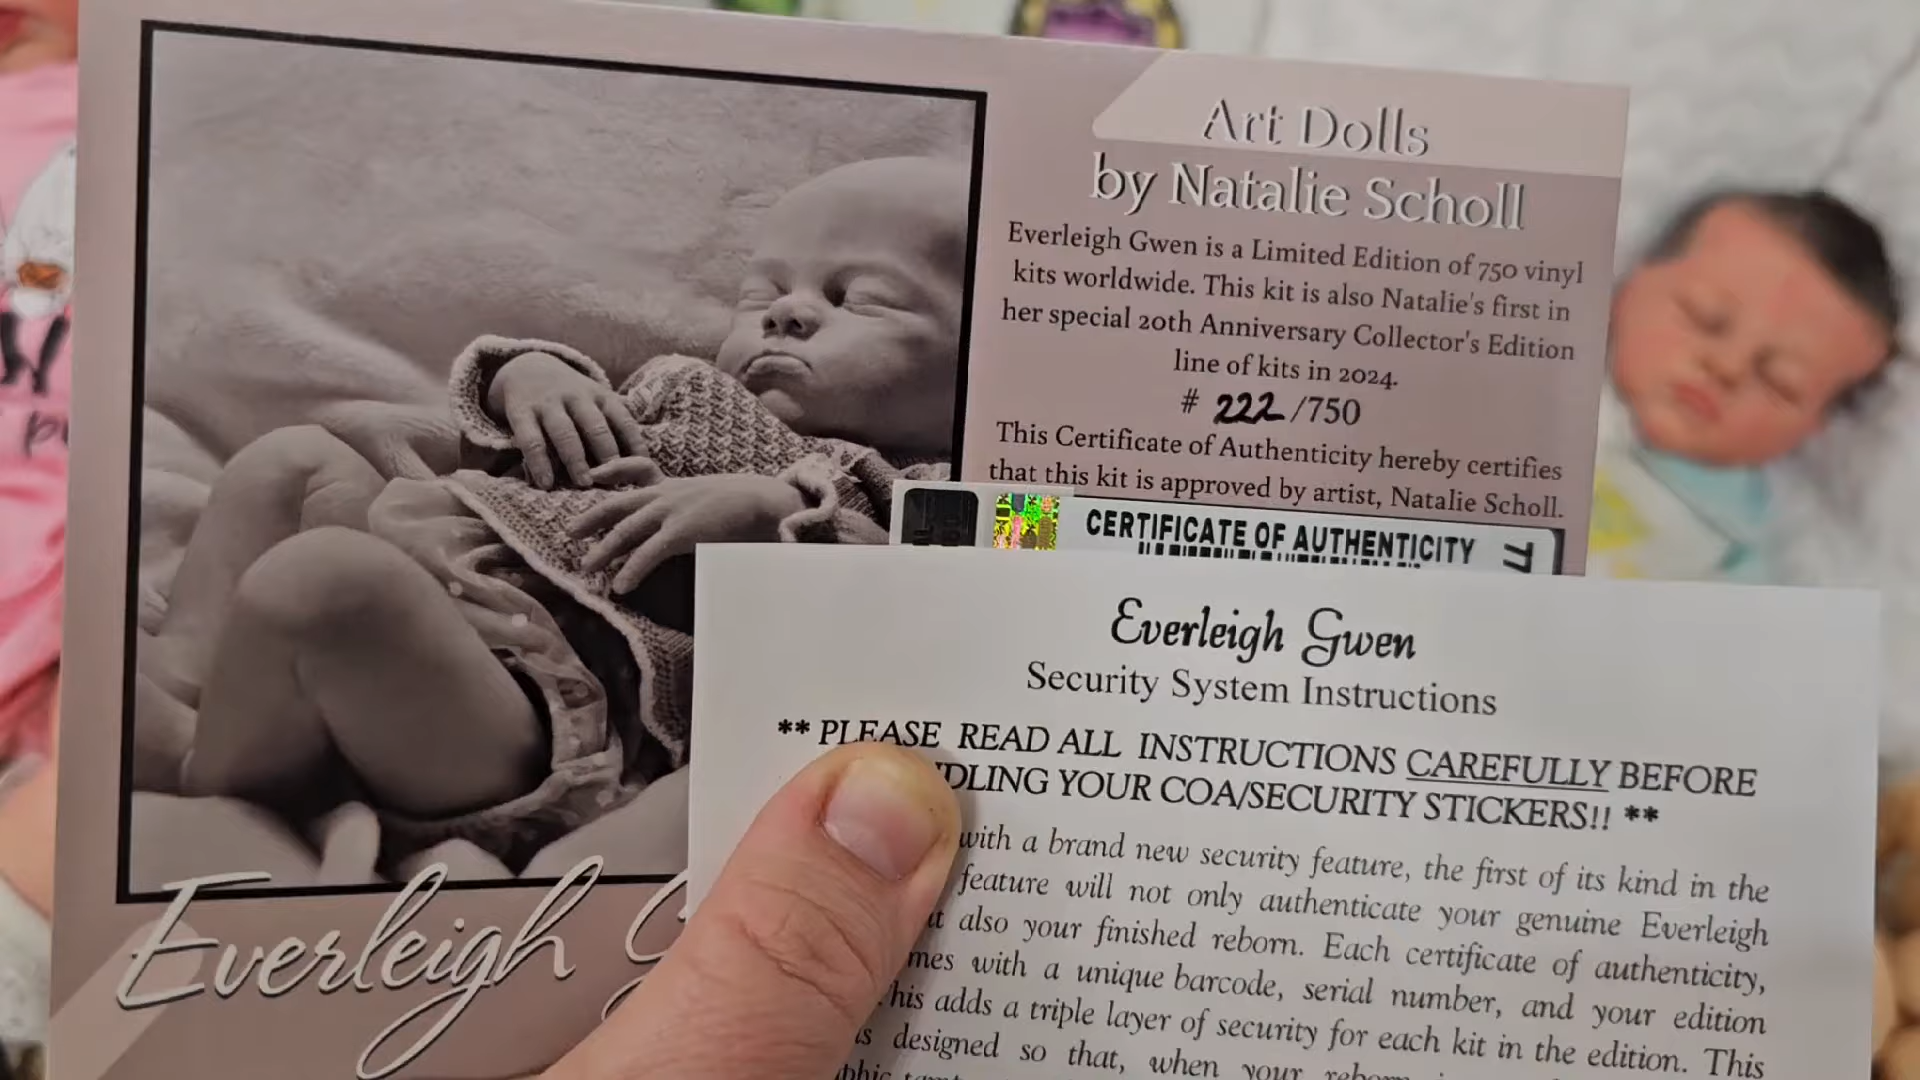 Art Dolls
by Natalie Scholl
Everleigh Gwen is a Limited Edition of 750 vinyl
kits worldwide. This kit is also Natalie's first in
her special 20th Anniversary Collector's Edition
line of kits in 2024.
# 222 /750
This Certificate of Authenticity hereby certifies
that this kit is approved by artist, Natalie Scholl.
CERTIFICATE OF AUTHENTICITY
Everleigh
Everleigh Gwen
Security System Instructions
** PLEASE READ ALL INSTRUCTIONS CAREFULLY BEFORE
DLING YOUR COA/SECURITY STICKERS!! **
with a brand new security feature, the first of its kind in the
feature will not only authenticate your genuine Everleigh
also your finished reborn. Each certificate of authenticity,
mes with a unique barcode, serial number, and your edition
his adds a triple layer of security for each kit in the edition. This
is designed so that, when your reborn